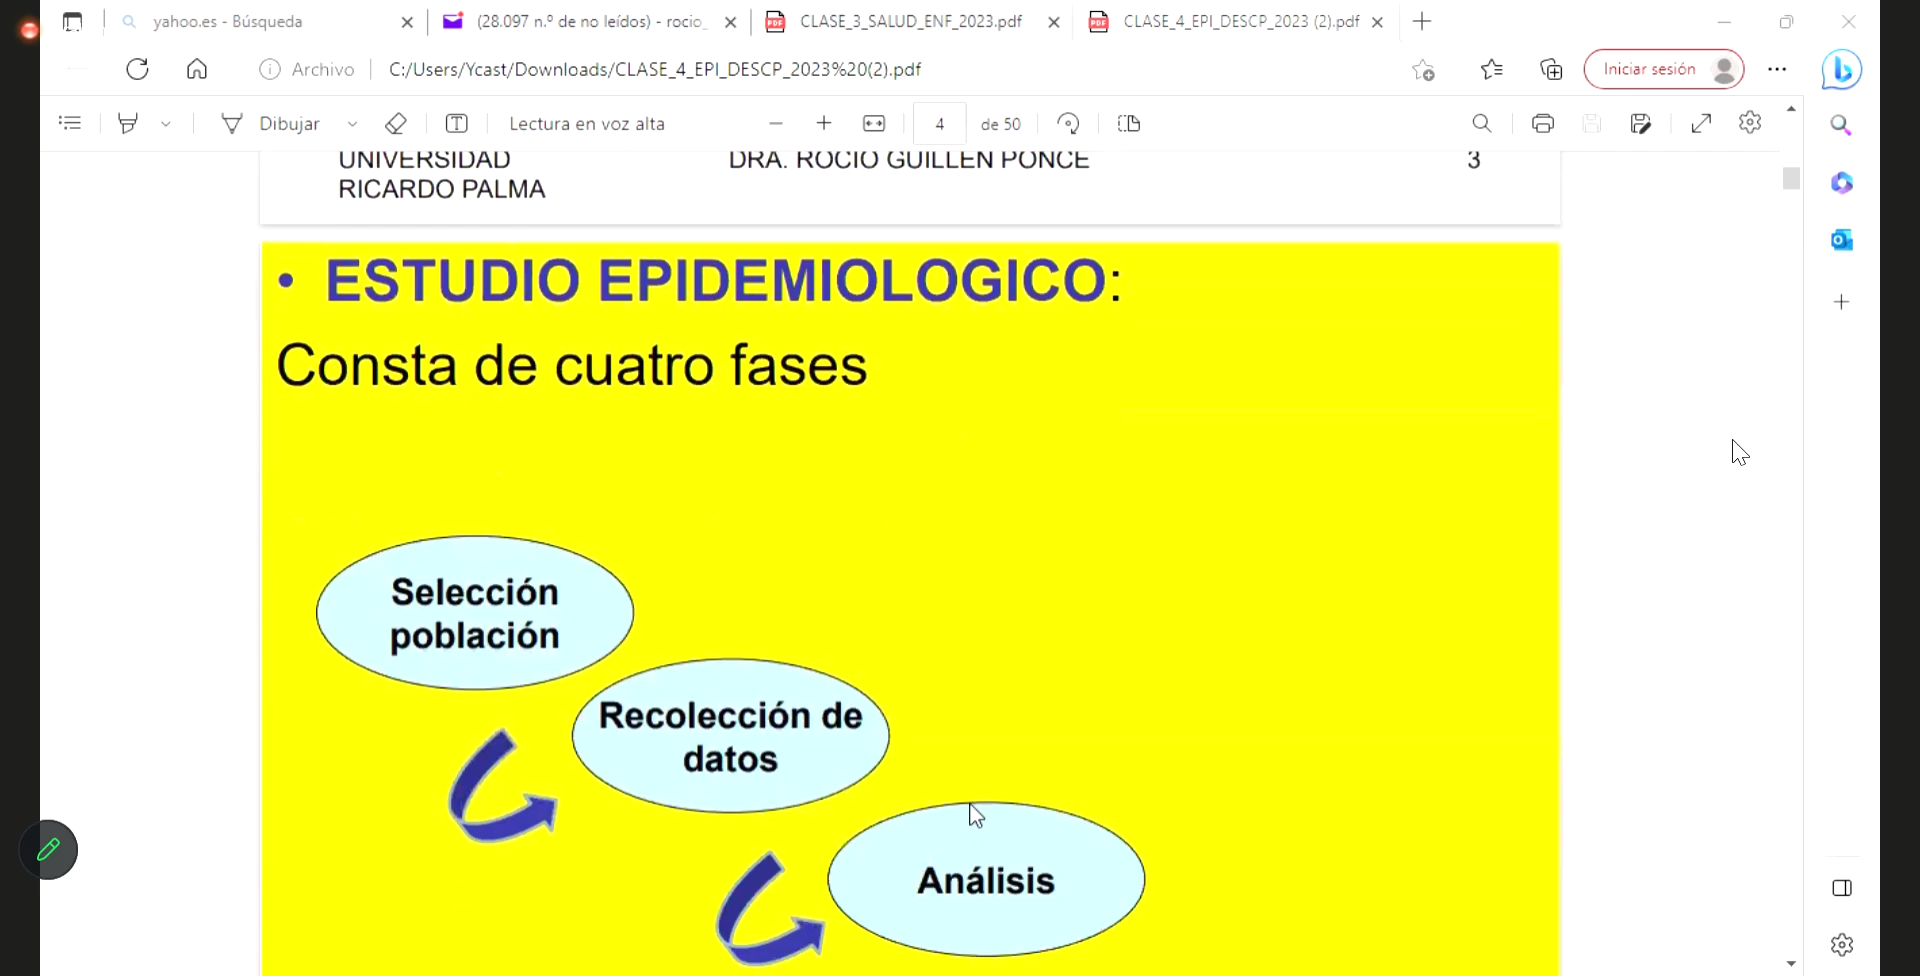 yahoo.es - Búsqueda
(28.097 n.º de no leídos) - rocio_
CLASE_3_SALUD_ENF_2023.pdf
CLASE_4_EPI_DESCP_2023 (2).pdf
Archivo
C:/Users/Ycast/Downloads/CLASE_4_EPI_DESCP_2023%20(2).pdf
Iniciar sesión
Dibujar
Lectura en voz alta
4
de 50
UNIVERSIDAD
RICARDO PALMA
DRA. ROCIO GUILLEN PONCE
3
• ESTUDIO EPIDEMIOLOGICO:
Consta de cuatro fases
Selección
población
Recolección de
datos
Análisis